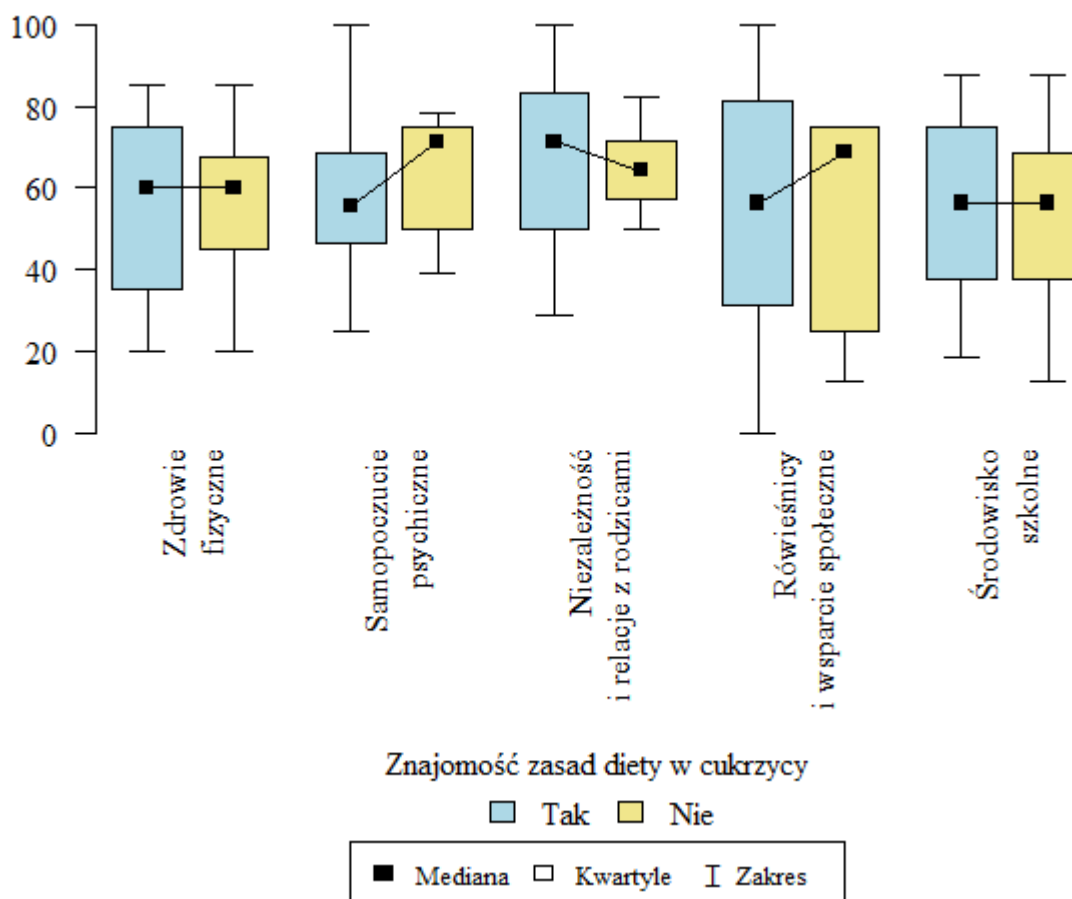 100
80
60
40
20
0
Zdrowie
fizyczne
Samopoczucie
psychiczne
Niezależność
i relacje z rodzicami
Rówieśnicy
i wsparcie społeczne
Środowisko
szkolne
Znajomość zasad diety w cukrzycy
Tak Nie
Mediana Kwartyle Zakres